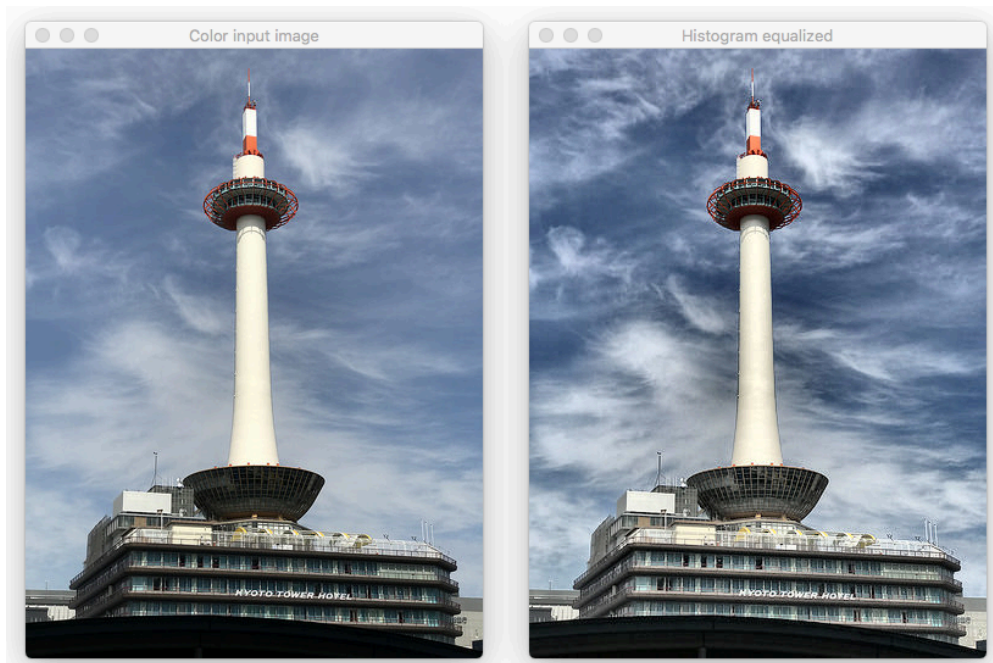 Color input image
Histogram equalized
KYOTO TOWER HOTEL
KYOTO TOWER HOTEL